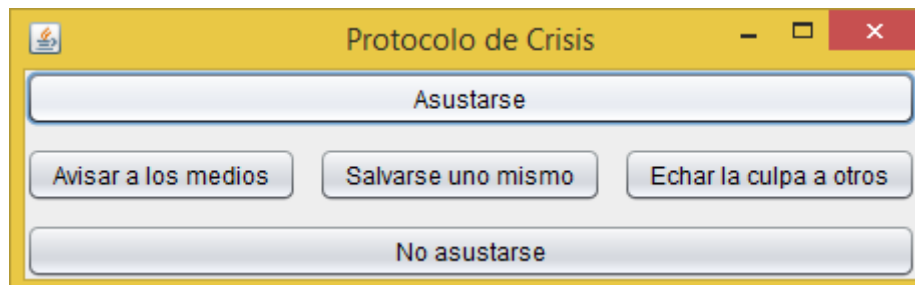 Protocolo de Crisis
Asustarse
Avisar a los medios Salvarse uno mismo Echar la culpa a otros
No asustarse